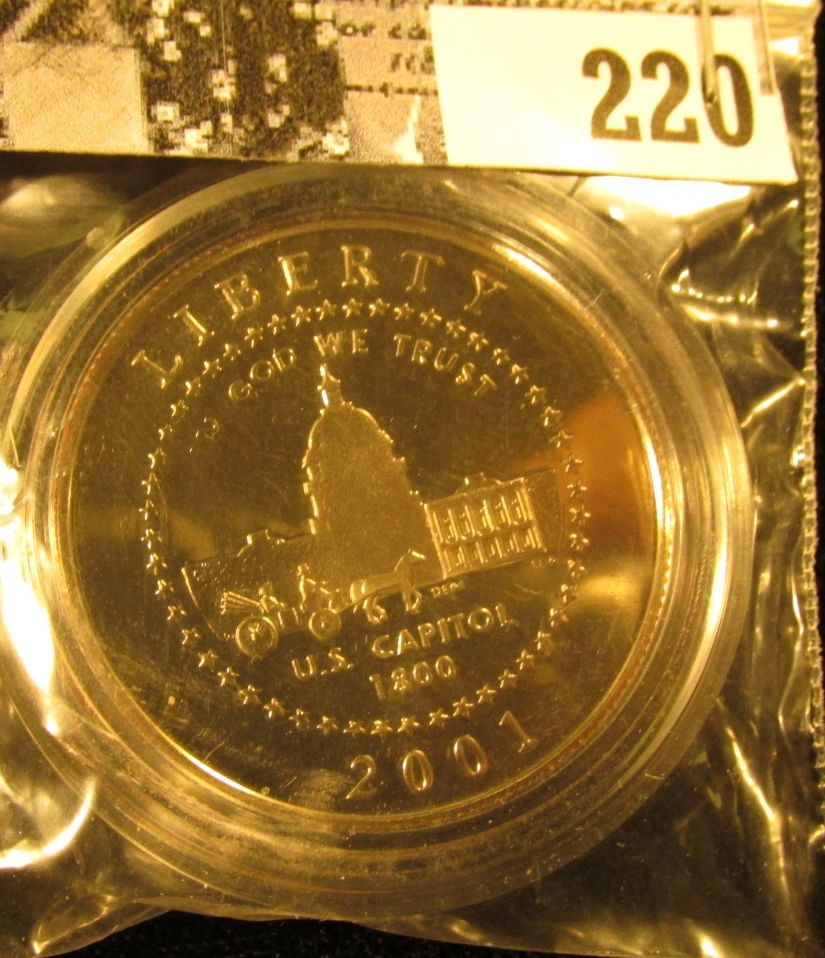 220
LIBERTY
GOD WE TRUST
U.S. CAPITOL
1800
2001